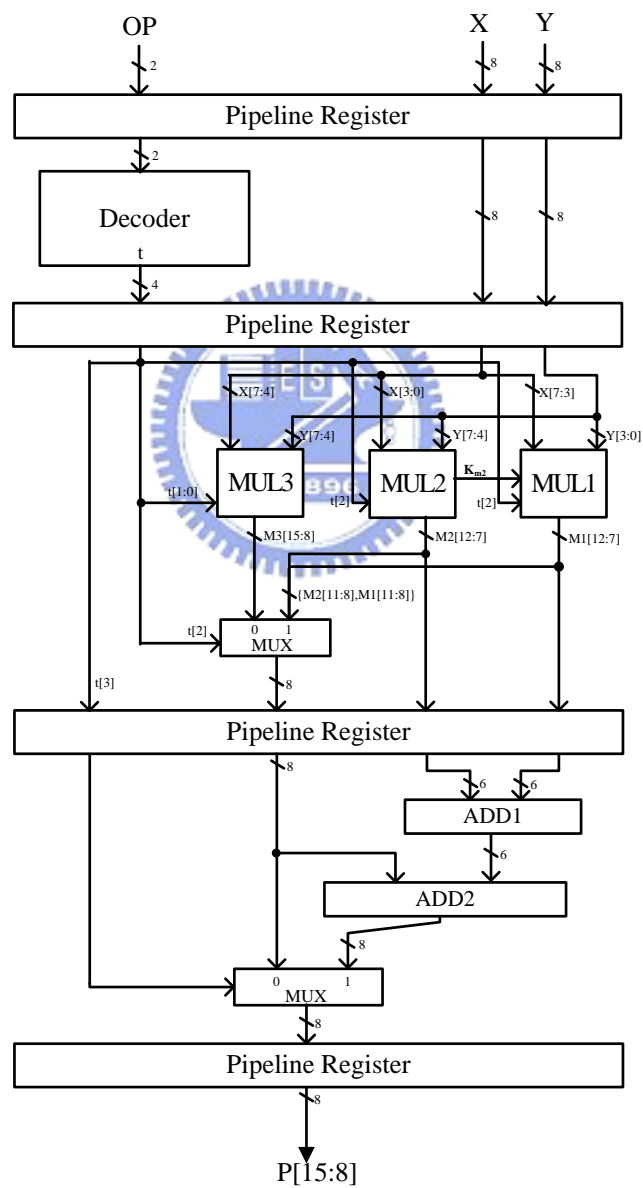 OP X Y
2 8 8
Pipeline Register
2
Decoder
t
8 8
4
Pipeline Register
X[7:4] X[3:0] X[7:3]
Y[7:4] Y[7:4] Y[3:0]
MUL3 MUL2 Km2 MUL1
t[1:0] t[2] t[2]
896
M3[15:8] M2[12:7] M1[12:7]
{M2[11:8],M1[11:8]}
0 1
t[2] MUX
8
t[3]
Pipeline Register
8
6 6
ADD1
6
ADD2
8
0 1
MUX
8
Pipeline Register
8
P[15:8]